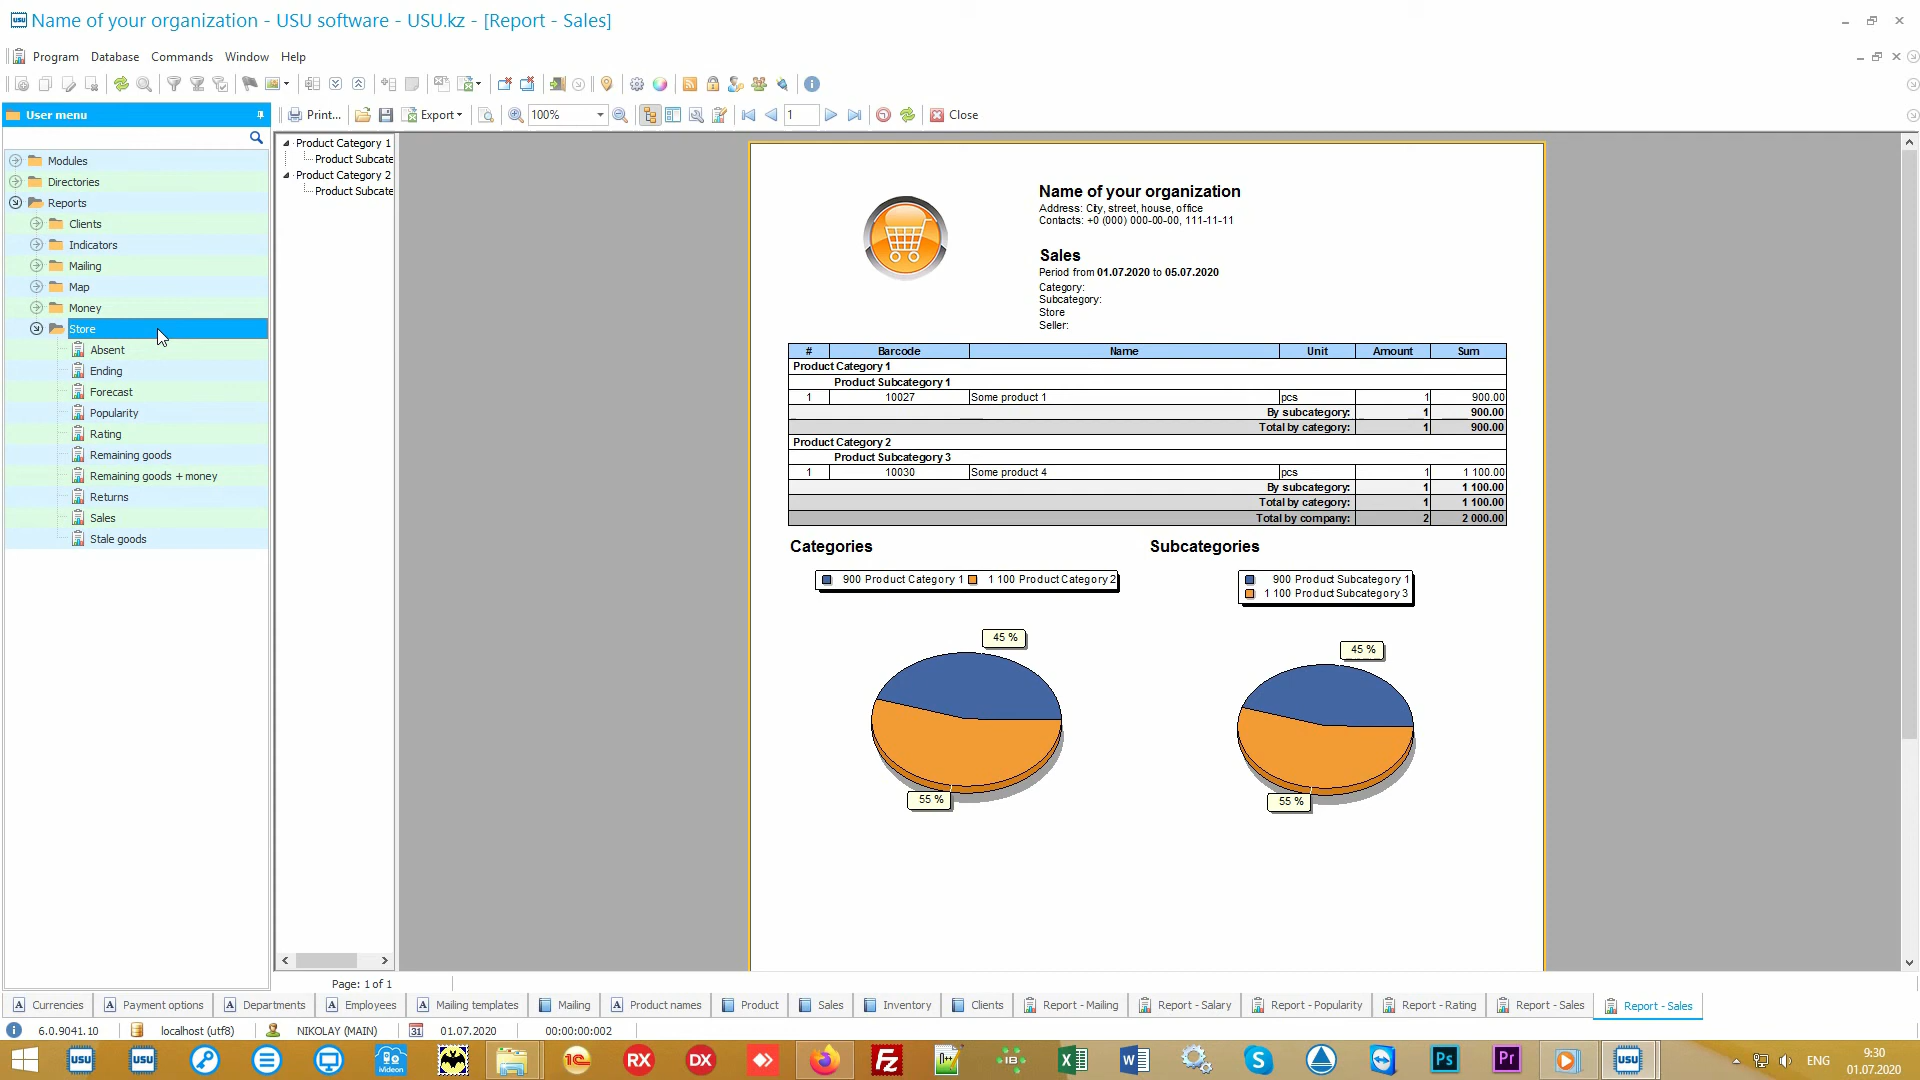 Name of your organization - USU software - USU.kz - [Report - Sales]
Program Database Commands Window Help
User menu
Print... Export 100% 1 Close
Modules
Directories
Reports
Clients
Indicators
Mailing
Map
Money
Store
Absent
Ending
Forecast
Popularity
Rating
Remaining goods
Remaining goods + money
Returns
Sales
Stale goods
Product Category 1
Product Subcate
Product Category 2
Product Subcate
Name of your organization
Address: City, street, house, office
Contacts: +0 (000) 000-00-00, 111-11-11
Sales
Period from 01.07.2020 to 05.07.2020
Category:
Subcategory:
Store
Seller:
# Barcode Name Unit Amount Sum
Product Category 1
Product Subcategory 1
1 10027 Some product 1 pcs 1 900.00
By subcategory: 1 900.00
Total by category: 1 900.00
Product Category 2
Product Subcategory 3
1 10030 Some product 4 pcs 1 1 100.00
By subcategory: 1 1 100.00
Total by category: 1 1 100.00
Total by company: 2 2 000.00
Categories
900 Product Category 1 1 100 Product Category 2
45 %
55 %
Subcategories
900 Product Subcategory 1
1 100 Product Subcategory 3
45 %
55 %
Page: 1 of 1
Currencies Payment options Departments Employees Mailing templates Mailing Product names Product Sales Inventory Clients Report - Mailing Report - Salary Report - Popularity Report - Rating Report - Sales Report - Sales
6.0.9041.10 localhost (utf8) NIKOLAY (MAIN) 31 01.07.2020 00:00:00:002
USU USU iVideon 1C RX DX FZ IB X W S Ps Pr USU ENG 9:30
01.07.2020